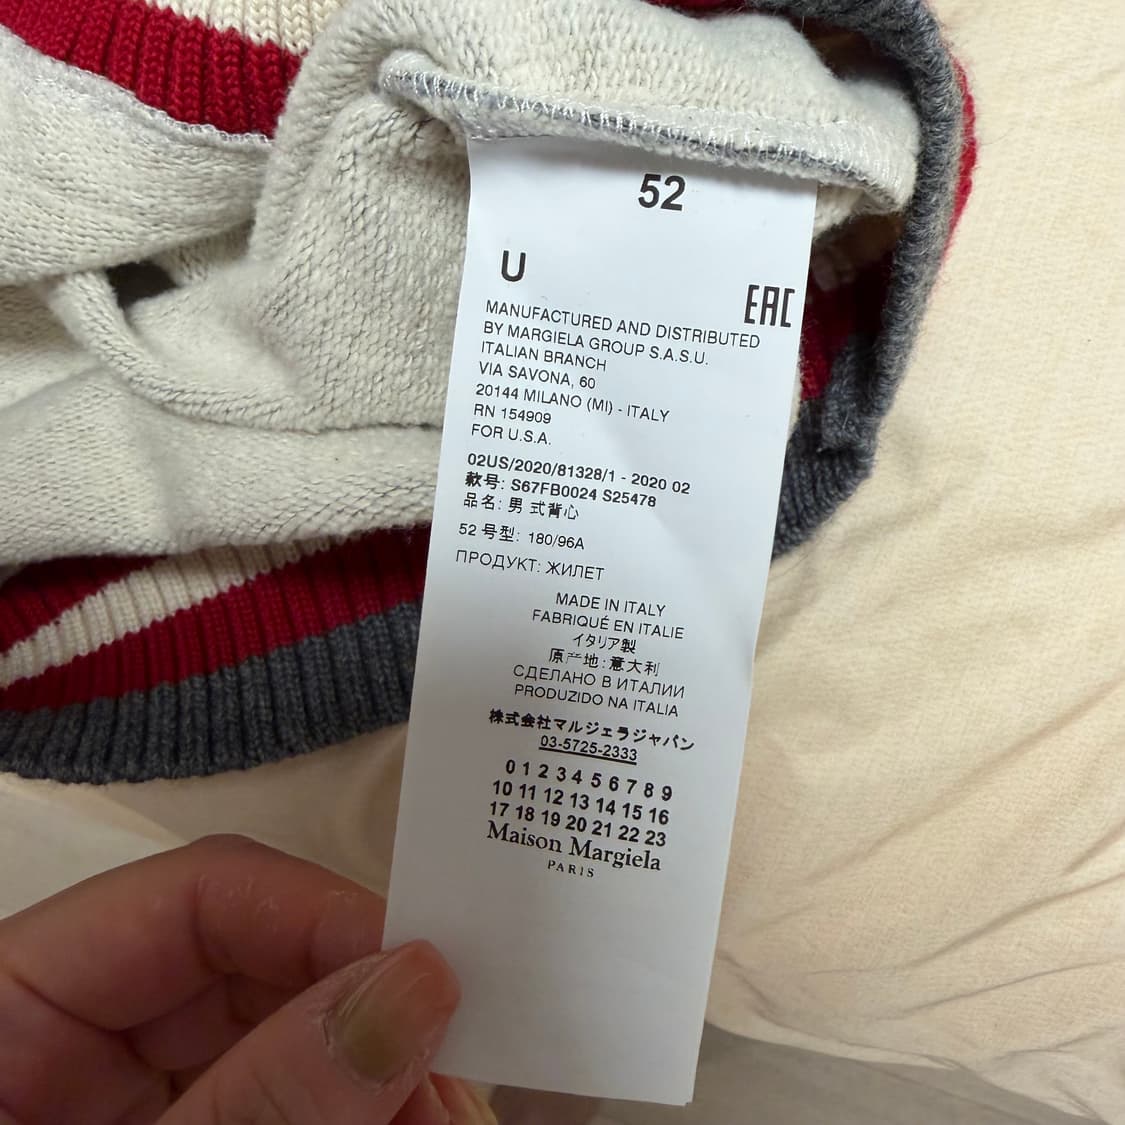 52
U
EAC
MANUFACTURED AND DISTRIBUTED
BY MARGIELA GROUP S.A.S.U.
ITALIAN BRANCH
VIA SAVONA, 60
20144 MILANO (MI) - ITALY
RN 154909
FOR U.S.A.
02US/2020/81328/1 - 2020 02
款号: S67FB0024 S25478
品名: 男 式背心
52 号型: 180/96A
ПРОДУКТ: ЖИЛЕТ
MADE IN ITALY
FABRIQUÉ EN ITALIE
イタリア製
原产地: 意大利
СДЕЛАНО В ИТАЛИИ
PRODUZIDO NA ITALIA
株式会社マルジェラジャパン
03-5725-2333
0 1 2 3 4 5 6 7 8 9
10 11 12 13 14 15 16
17 18 19 20 21 22 23
Maison Margiela
PARIS